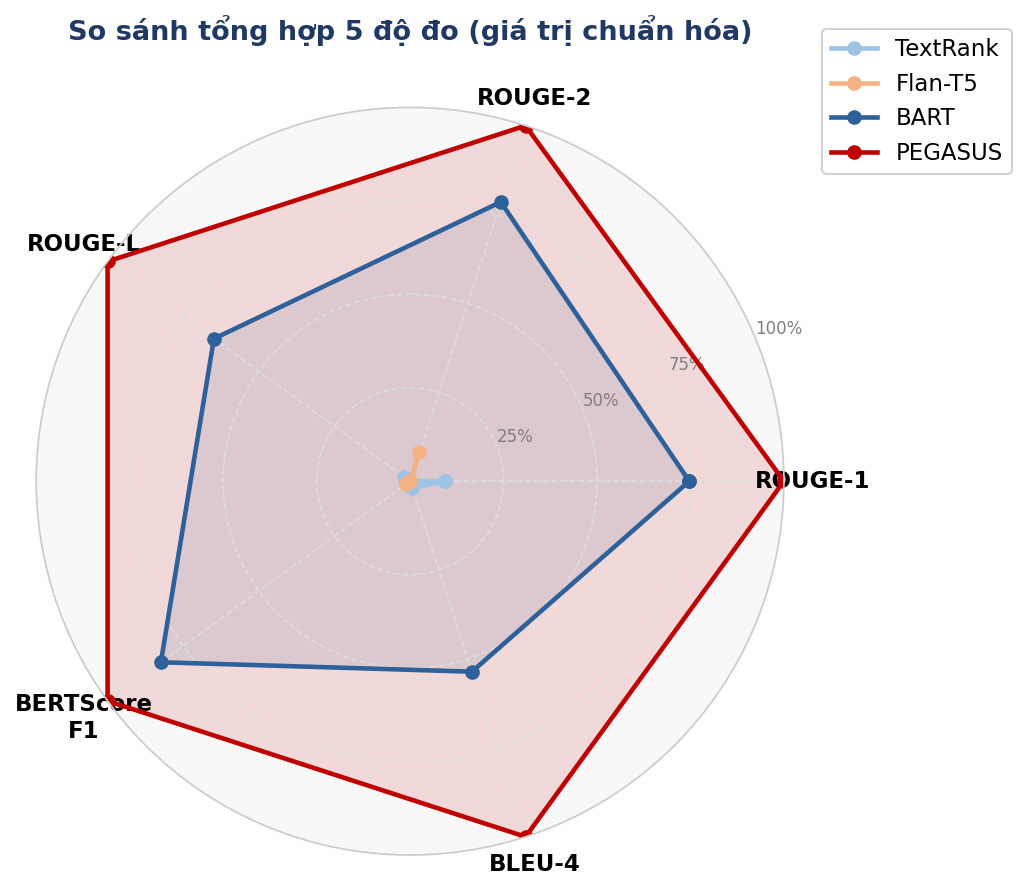 So sánh tổng hợp 5 độ đo (giá trị chuẩn hóa)
TextRank
Flan-T5
BART
PEGASUS
ROUGE-2
ROUGE-L
100%
75%
50%
25%
ROUGE-1
BERTScore
F1
BLEU-4